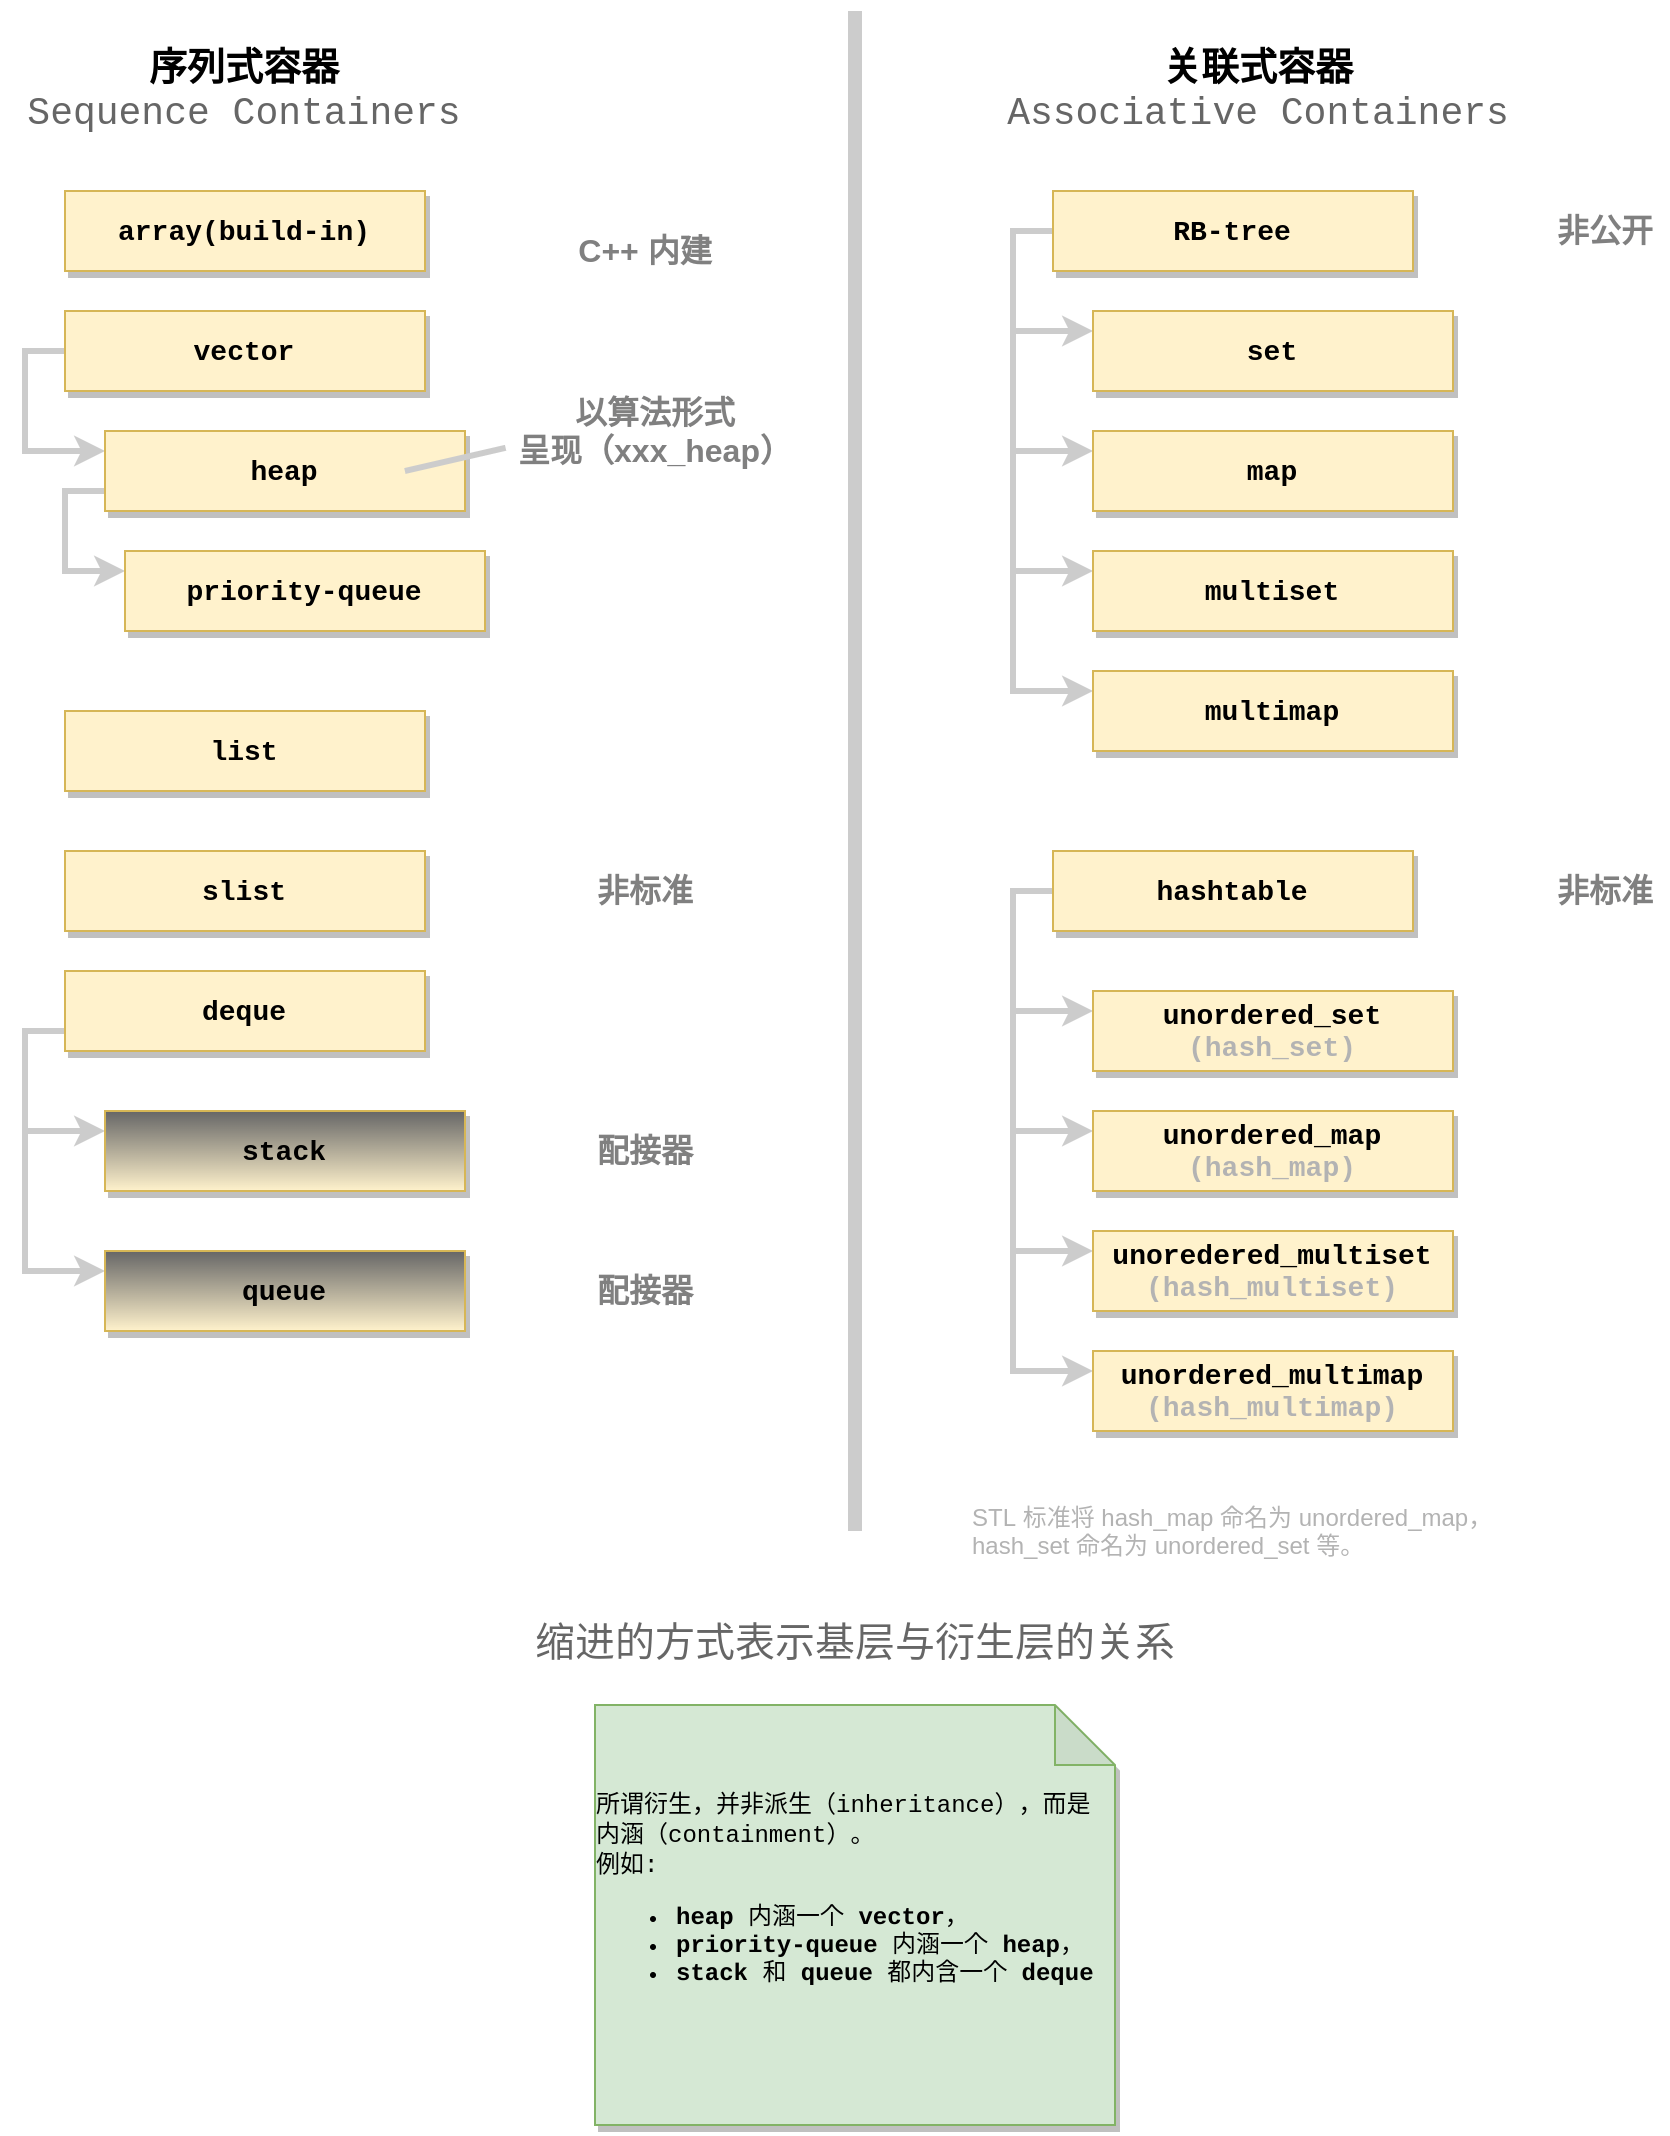 序列式容器
Sequence Containers
array(build-in)
C++ 内建
vector
以算法形式
呈现（xxx_heap）
heap
priority-queue
list
slist
非标准
deque
stack
配接器
queue
配接器
关联式容器
Associative Containers
RB-tree
非公开
set
map
multiset
multimap
hashtable
非标准
unordered_set
(hash_set)
unordered_map
(hash_map)
unoredered_multiset
(hash_multiset)
unordered_multimap
(hash_multimap)
STL 标准将 hash_map 命名为 unordered_map，
hash_set 命名为 unordered_set 等。
缩进的方式表示基层与衍生层的关系
所谓衍生，并非派生（inheritance），而是
内涵（containment）。
例如：
• heap 内涵一个 vector，
• priority-queue 内涵一个 heap，
• stack 和 queue 都内含一个 deque